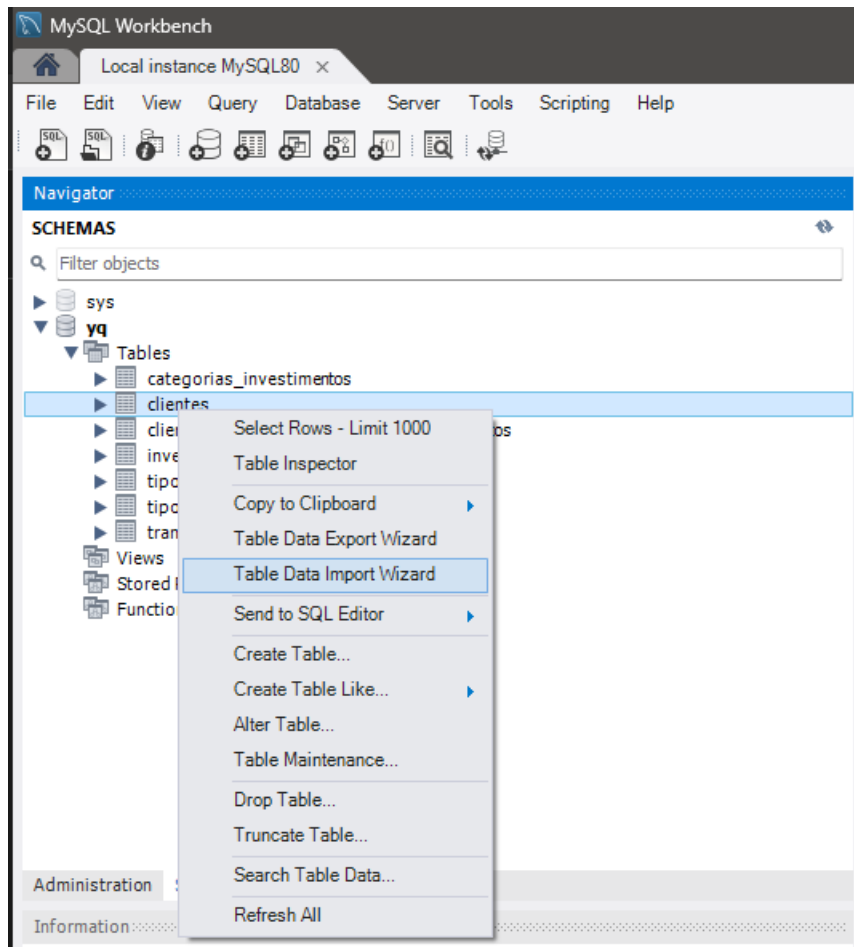 MySQL Workbench
Local instance MySQL80 ×
File Edit View Query Database Server Tools Scripting Help
SQL SQL
Navigator
SCHEMAS
Filter objects
sys
yq
Tables
categorias_investimentos
clientes
Select Rows - Limit 1000
Table Inspector
Copy to Clipboard
Table Data Export Wizard
Views
Table Data Import Wizard
Stored
Send to SQL Editor
Create Table...
Create Table Like...
Alter Table...
Table Maintenance...
Drop Table...
Truncate Table...
Search Table Data...
Administration
Refresh All
Information